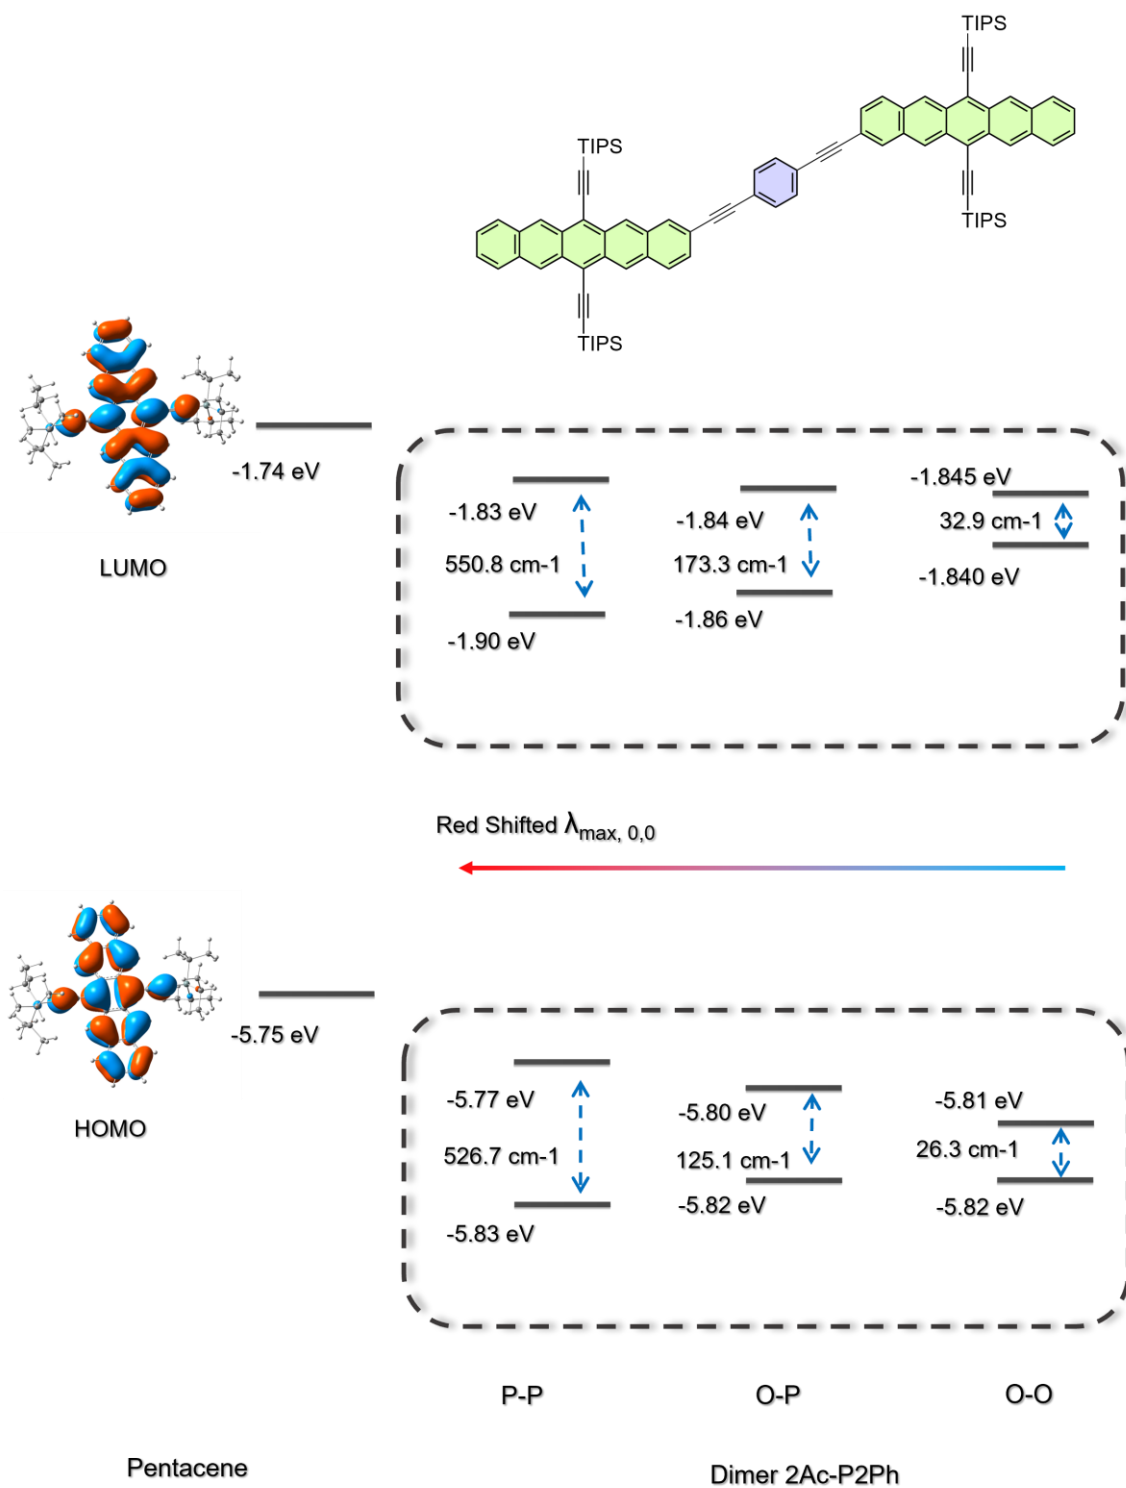 TIPS
TIPS
TIPS
TIPS
-1.74 eV
LUMO
-1.83 eV
550.8 cm-1
-1.90 eV
-1.84 eV
173.3 cm-1
-1.86 eV
-1.845 eV
32.9 cm-1
-1.840 eV
Red Shifted λmax, 0,0
-5.75 eV
HOMO
-5.77 eV
526.7 cm-1
-5.83 eV
-5.80 eV
125.1 cm-1
-5.82 eV
-5.81 eV
26.3 cm-1
-5.82 eV
P-P
O-P
O-O
Pentacene
Dimer 2Ac-P2Ph